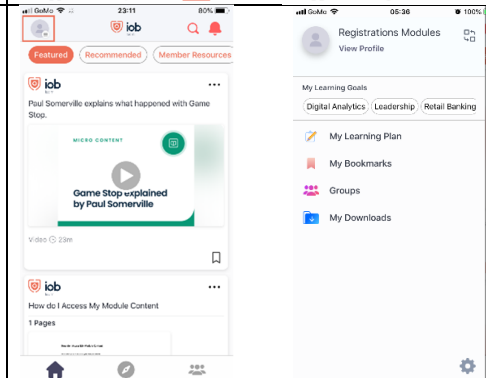 GoMo
23:11
80%
iob
Featured
Recommended
Member Resources
iob
Paul Somerville explains what happened with Game
Stop.
MICRO CONTENT
Game Stop explained
by Paul Somerville
Video 23m
iob
How do I Access My Module Content
1 Pages
GoMo
05:36
100%
Registrations Modules
View Profile
My Learning Goals
Digital Analytics
Leadership
Retail Banking
My Learning Plan
My Bookmarks
Groups
My Downloads